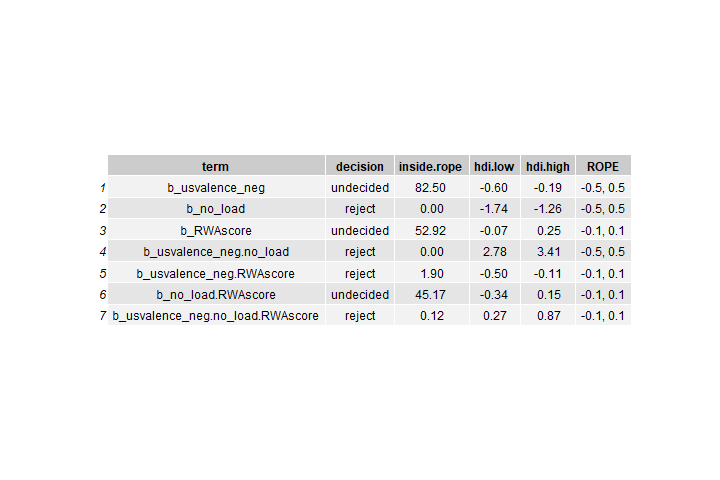 term decision inside.rope hdi.low hdi.high ROPE
1 b_usvalence_neg undecided 82.50 -0.60 -0.19 -0.5, 0.5
2 b_no_load reject 0.00 -1.74 -1.26 -0.5, 0.5
3 b_RWAscore undecided 52.92 -0.07 0.25 -0.1, 0.1
4 b_usvalence_neg.no_load reject 0.00 2.78 3.41 -0.5, 0.5
5 b_usvalence_neg.RWAscore reject 1.90 -0.50 -0.11 -0.1, 0.1
6 b_no_load.RWAscore undecided 45.17 -0.34 0.15 -0.1, 0.1
7 b_usvalence_neg.no_load.RWAscore reject 0.12 0.27 0.87 -0.1, 0.1